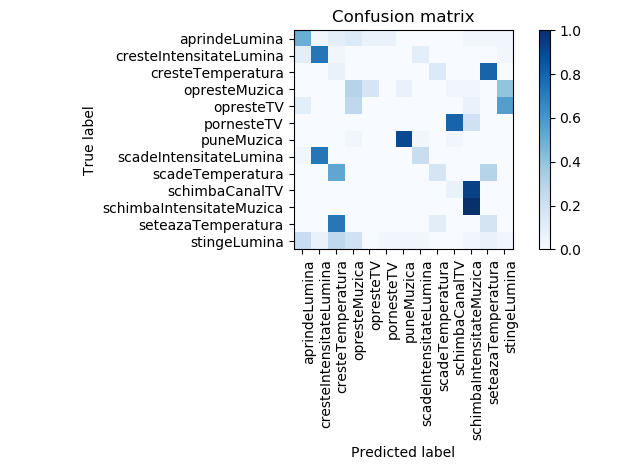 Confusion matrix
True label
aprindeLumina
cresteIntensitateLumina
cresteTemperatura
opresteMuzica
opresteTV
pornesteTV
puneMuzica
scadeIntensitateLumina
scadeTemperatura
schimbaCanalTV
schimbaIntensitateMuzica
seteazaTemperatura
stingeLumina
aprindeLumina
cresteIntensitateLumina
cresteTemperatura
opresteMuzica
opresteTV
pornesteTV
puneMuzica
scadeIntensitateLumina
scadeTemperatura
schimbaCanalTV
schimbaIntensitateMuzica
seteazaTemperatura
stingeLumina
Predicted label
1.0
0.8
0.6
0.4
0.2
0.0